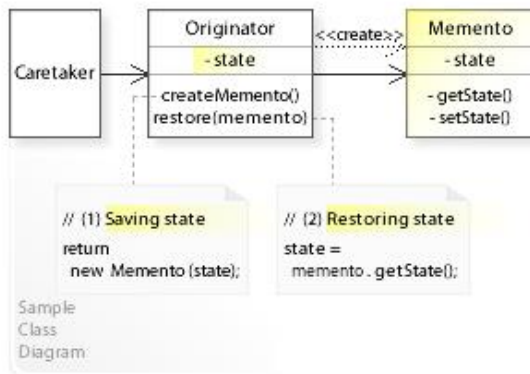 Caretaker
Originator
- state
createMemento()
restore(memento)
<<create>>
Memento
- state
- getState()
- setState()
// (1) Saving state
return
new Memento (state);
// (2) Restoring state
state =
memento . getState();
Sample
Class
Diagram